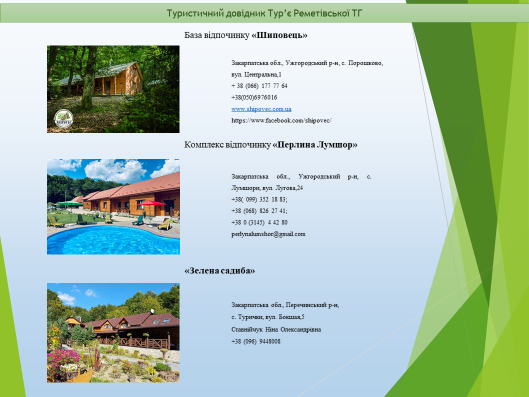 Туристичний довідник Тур’є Реметівської ТГ
База відпочинку «Шиповець»
Закарпатська обл., Ужгородський р-н, с. Порошково,
вул. Центральна,1
+ 38 (066) 177 77 64
+38(050)6976016
www.shipovec.com.ua
https://www.facebook.com/shipovec/
Комплекс відпочинку «Перлина Лумшор»
Закарпатська обл., Ужгородський р-н, с.
Лумшори, вул. Лугова,24
+38( 099) 352 18 83;
+38 (068) 826 27 41;
+38 0 (3145) 4 42 80
perlynalumshor@gmail.com
«Зелена садиба»
Закарпатська обл., Перечинський р-н,
с. Турички, вул. Бокшая,5
Ставнійчук Ніна Олександрівна
+38 (096) 9448008